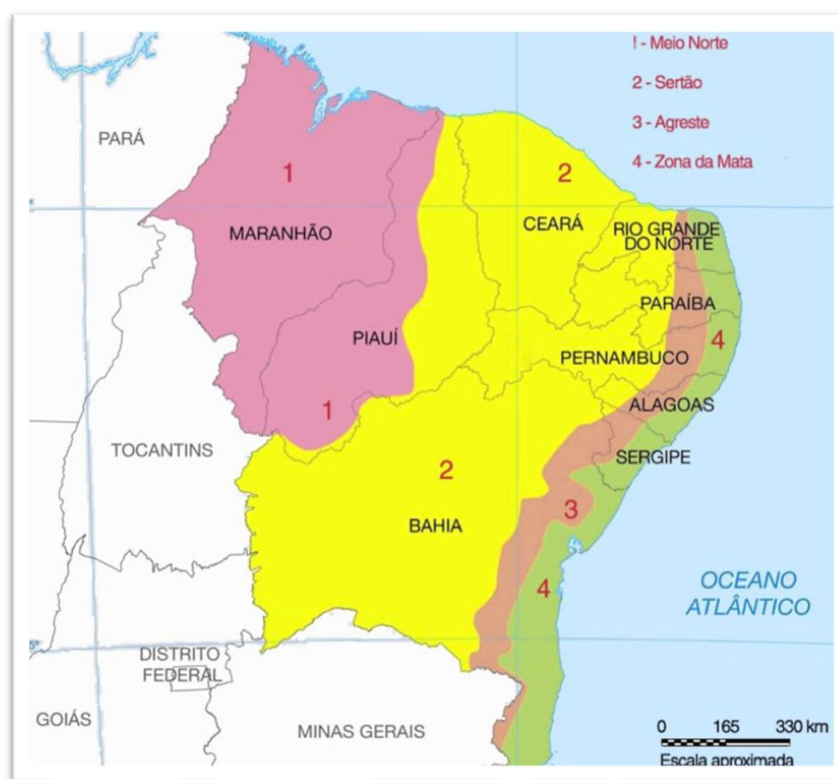 ! - Meio Norte
2 - Sertão
3 - Agreste
4 - Zona da Mata
PARÁ
1
2
MARANHÃO
CEARÁ
RIO GRANDE
DO NORTE
PARAÍBA
PIAUÍ
4
PERNAMBUCO
1
ALAGOAS
TOCANTINS
2
SERGIPE
3
BAHIA
4
OCEANO
ATLÂNTICO
5°
DISTRITO
FEDERAL
GOIÁS
MINAS GERAIS
0 165 330 km
Escala aproximada